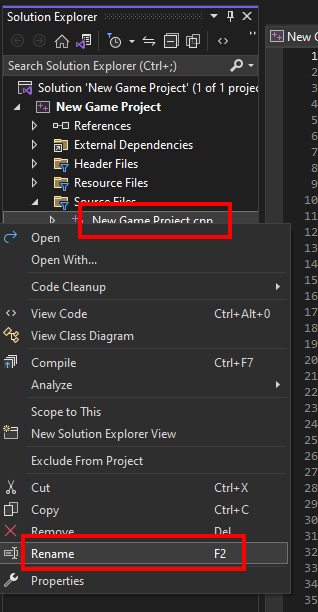 Solution Explorer
Search Solution Explorer (Ctrl+;)
Solution 'New Game Project' (1 of 1 projec
New Game Project
References
External Dependencies
Header Files
Resource Files
Source Files
New Game Project.cpp
Open
Open With...
Code Cleanup
View Code Ctrl+Alt+0
View Class Diagram
Compile Ctrl+F7
Analyze
Scope to This
New Solution Explorer View
Exclude From Project
Cut Ctrl+X
Copy Ctrl+C
Remove Del
Rename F2
Properties
New G
1
2
3
4
5
6
7
8
9
10
11
12
13
14
15
16
17
18
19
20
21
22
23
24
25
26
27
28
29
30
31
32
33
34
35
36
37
38
39